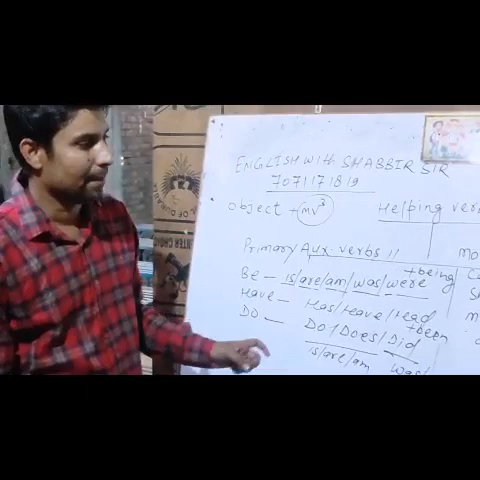 ENGLISH WITH SHABBIR SIR
7071171819
Object + mv³
Helping verb
Primary Aux verbs //
Be — is/are/am/was/were +being
Have — Has/Have/Had +been
DO — Do/Does/Did
is/are/am was/